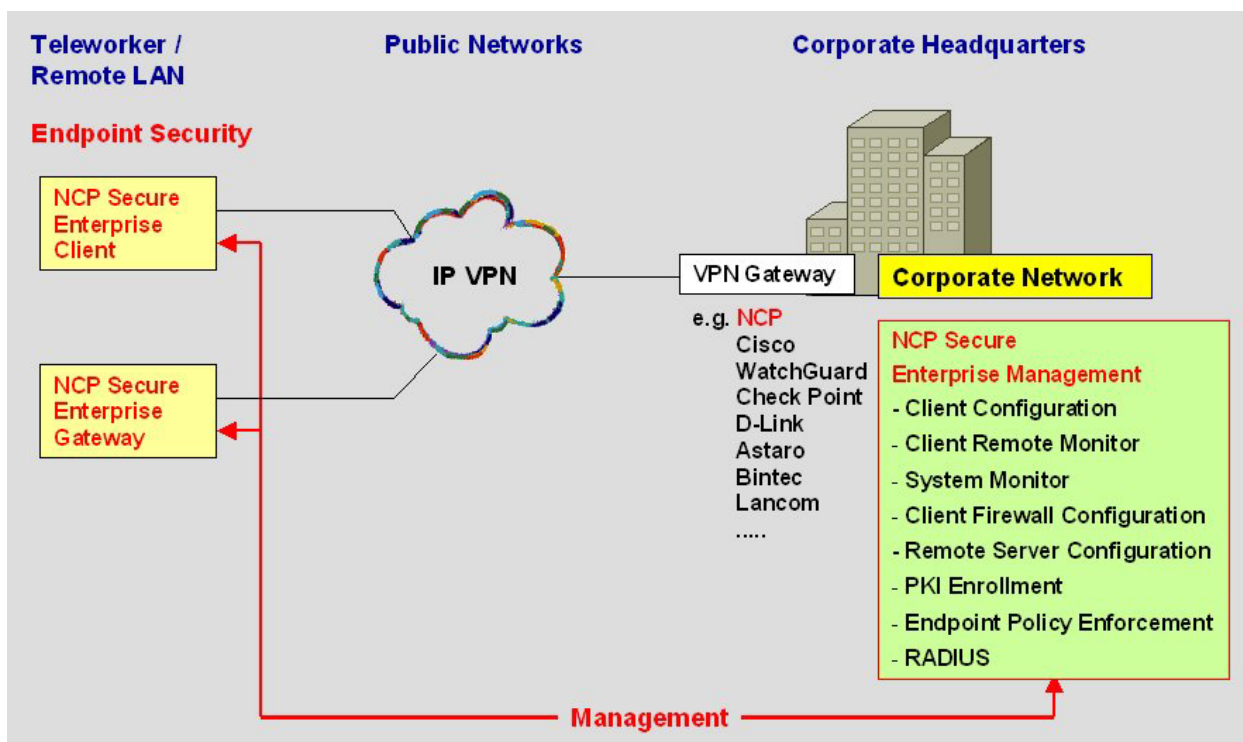 Teleworker /
Remote LAN
Public Networks
Corporate Headquarters
Endpoint Security
NCP Secure
Enterprise
Client
IP VPN
VPN Gateway
Corporate Network
e.g. NCP
Cisco
WatchGuard
Check Point
D-Link
Astaro
Bintec
Lancom
.....
NCP Secure
Enterprise
Gateway
NCP Secure
Enterprise Management
- Client Configuration
- Client Remote Monitor
- System Monitor
- Client Firewall Configuration
- Remote Server Configuration
- PKI Enrollment
- Endpoint Policy Enforcement
- RADIUS
Management